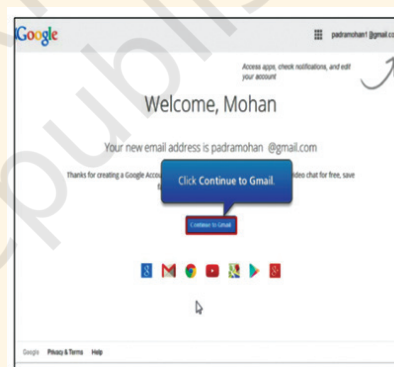 Google
padramohan1 @gmail.co
Access apps, check notifications, and edit
your account
Welcome, Mohan
Your new email address is padramohan @gmail.com
Thanks for creating a Google Accou
video chat for free, save
Click Continue to Gmail.
Continue to Gmail
Google Privacy & Terms Help